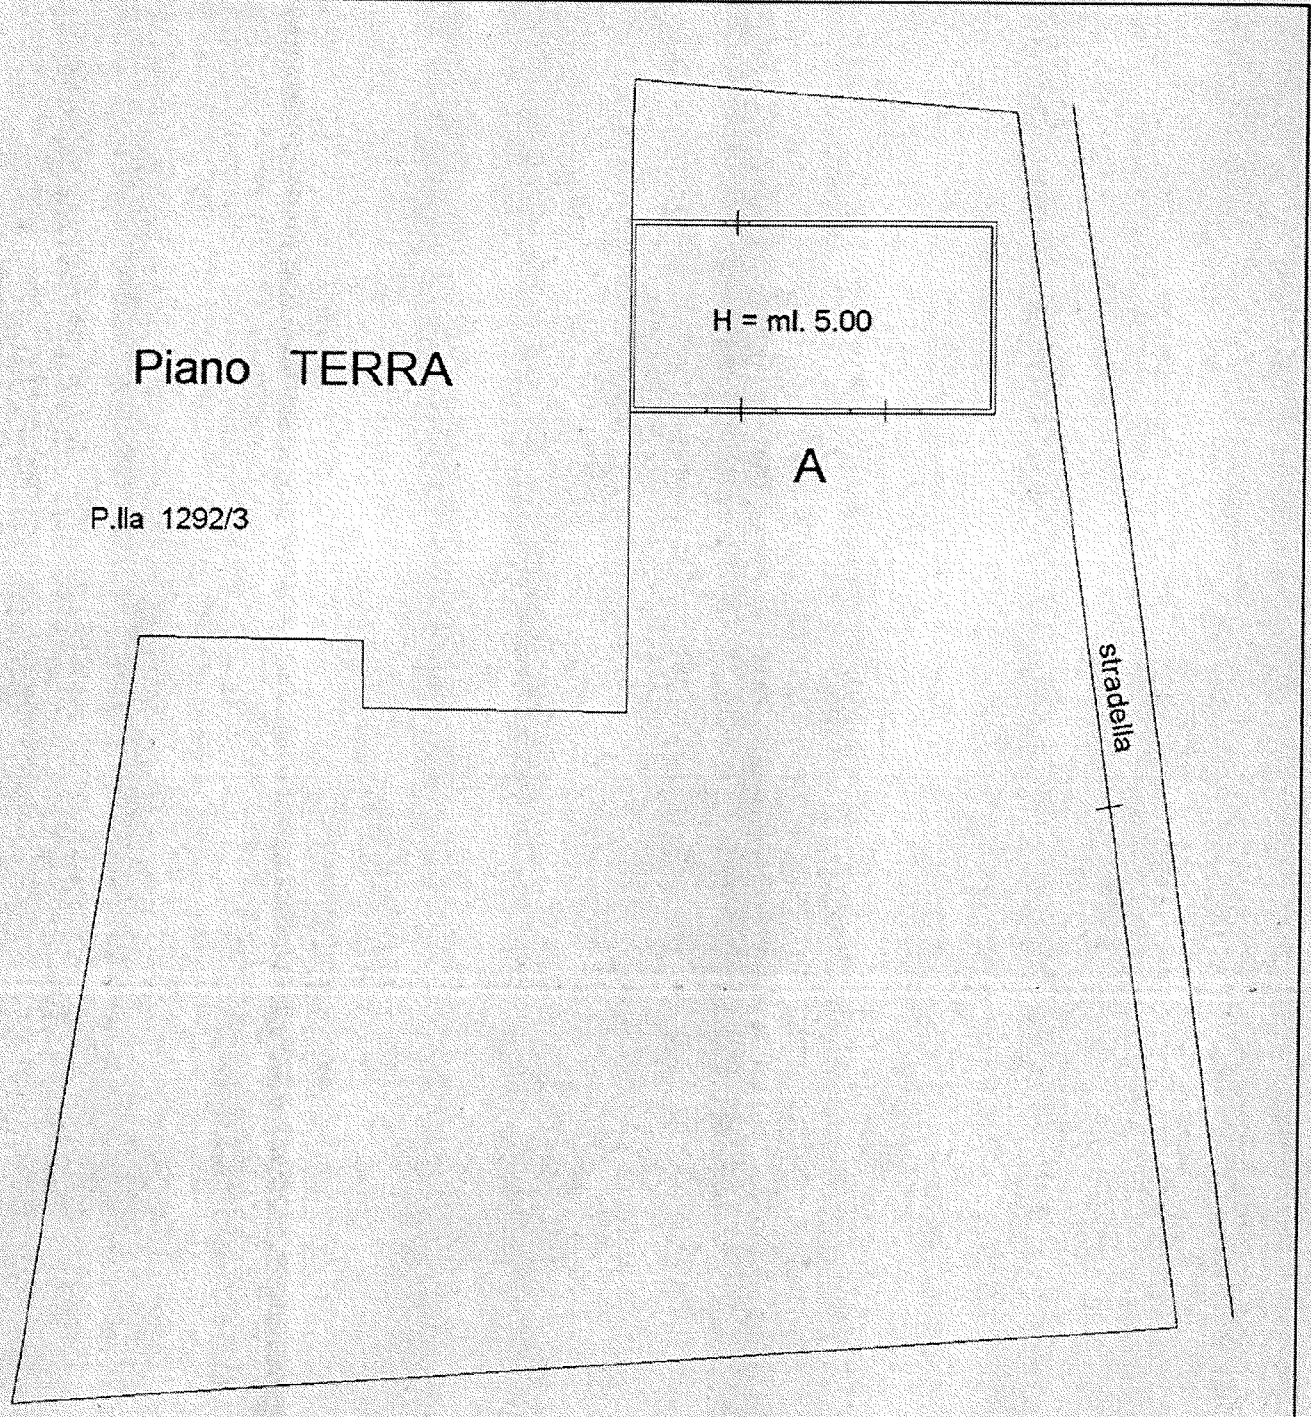 H = ml. 5.00
Piano TERRA
A
P.lla 1292/3
stradella